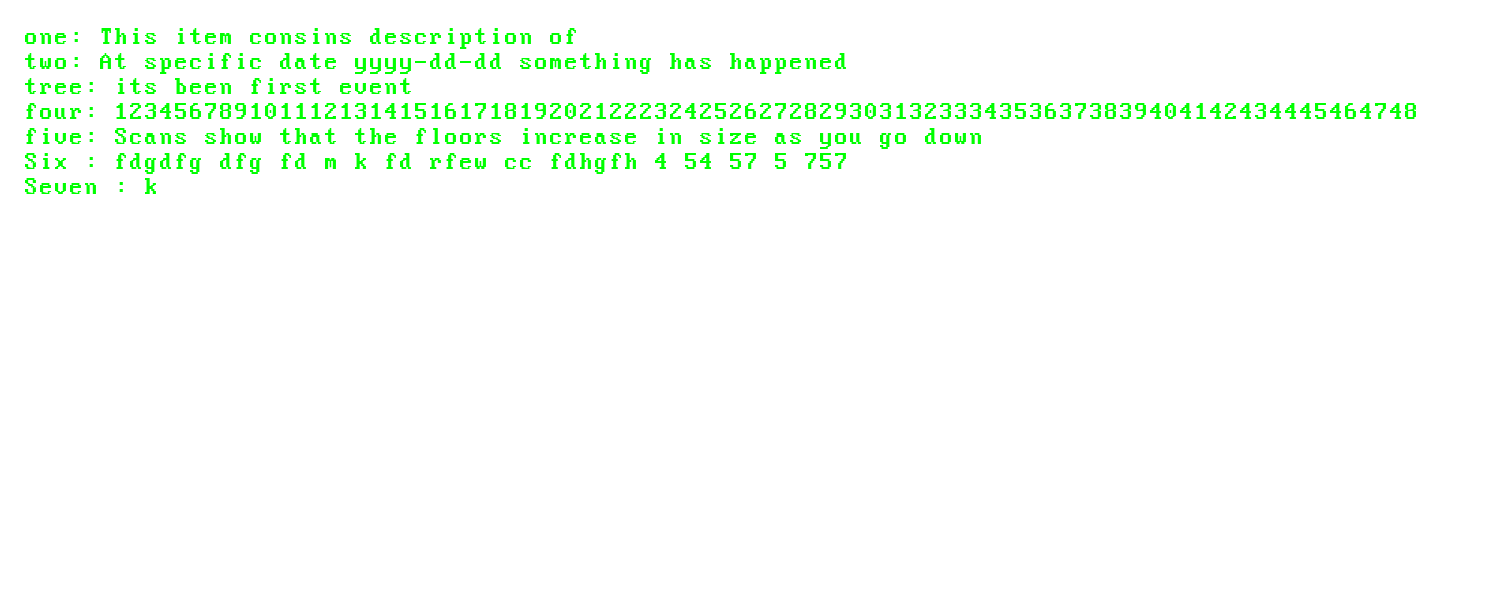 one: This item consins description of
two: At specific date yyyy-dd-dd something has happened
tree: its been first event
four: 123456789101112131415161718192021222324252627282930313233343536373839404142434445464748
five: Scans show that the floors increase in size as you go down
Six : fdgdfg dfg fd m k fd rfew cc fdhgfh 4 54 57 5 757
Seven : k